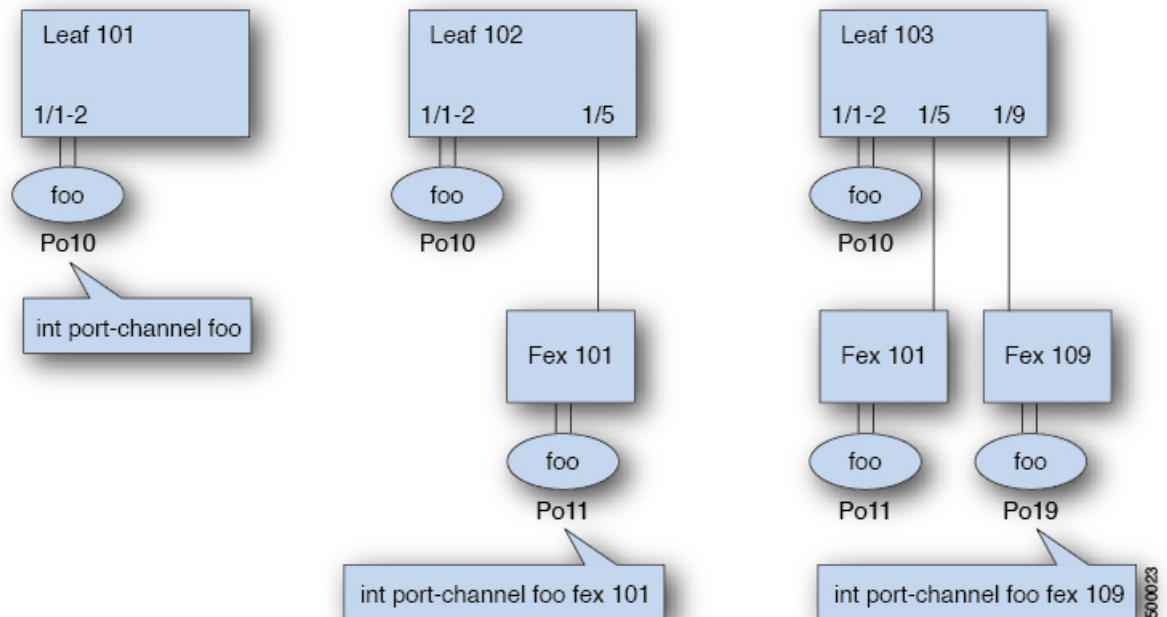 Leaf 101
1/1-2
foo
Po10
int port-channel foo
Leaf 102
1/1-2 1/5
foo
Po10
Fex 101
foo
Po11
int port-channel foo fex 101
Leaf 103
1/1-2 1/5 1/9
foo
Po10
Fex 101
foo
Po11
Fex 109
foo
Po19
int port-channel foo fex 109
500023